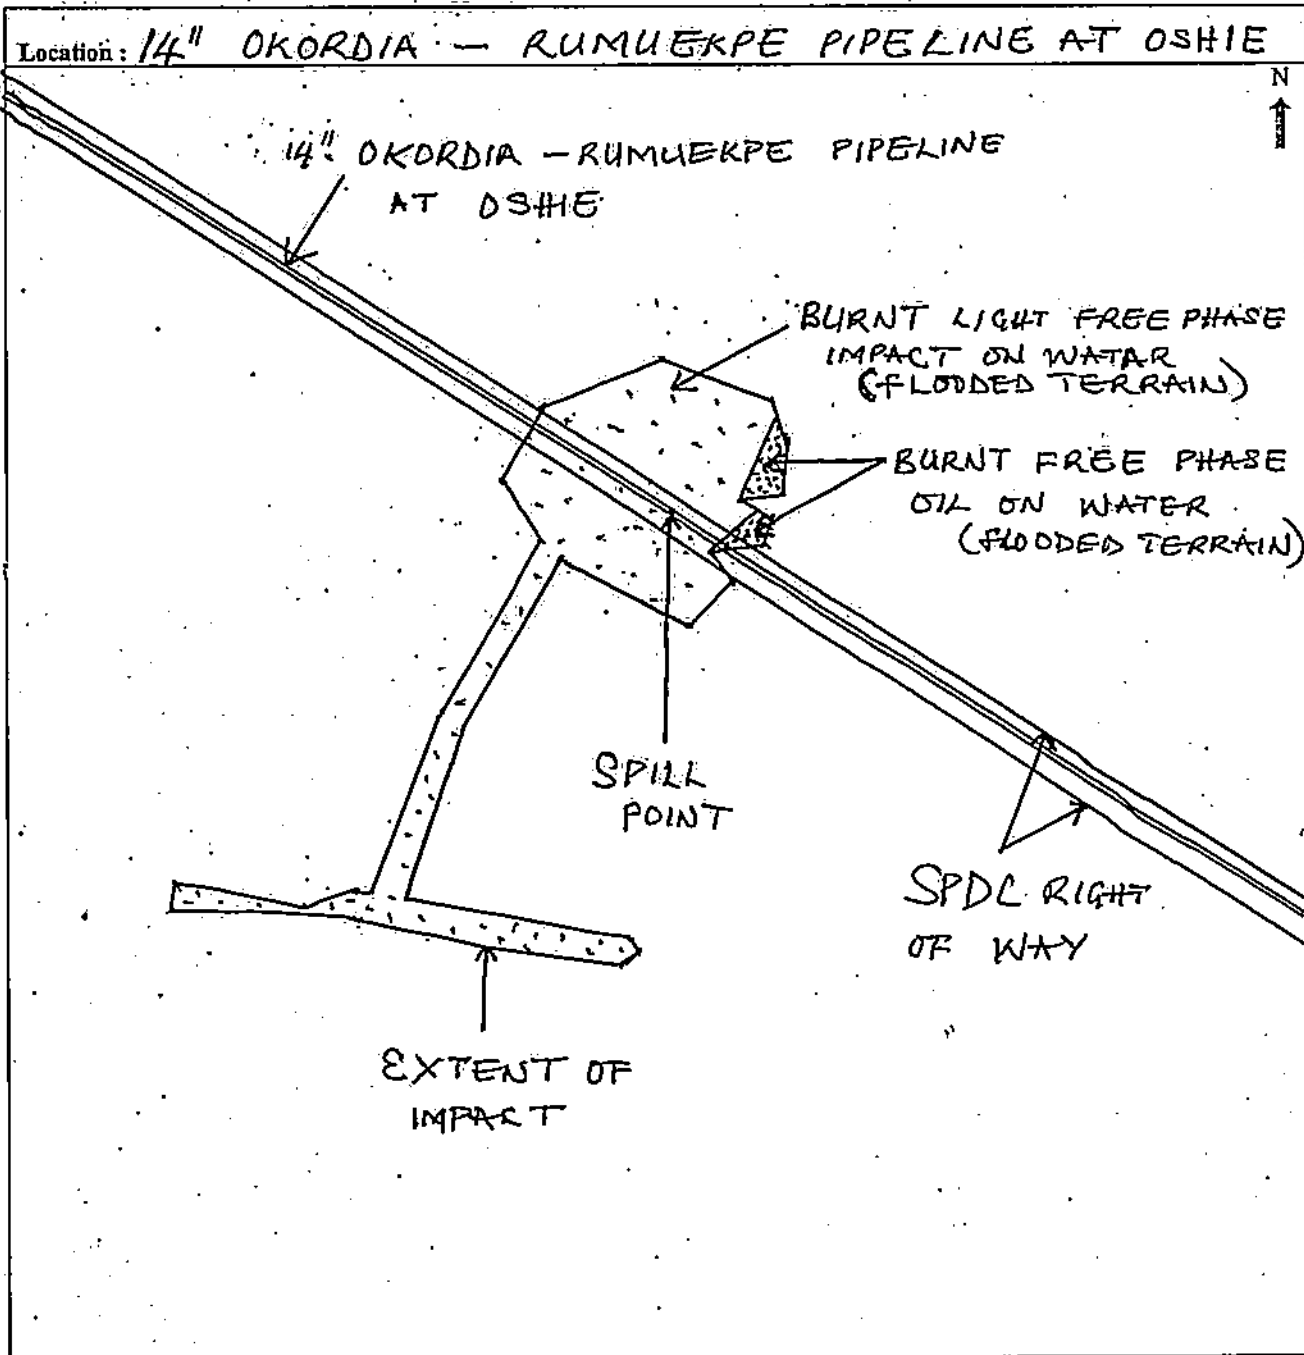 Location: 14" OKORDIA - RUMUEKPE PIPELINE AT OSHIE
N
14" OKORDIA - RUMUEKPE PIPELINE
AT OSHIE
BURNT LIGHT FREE PHASE
IMPACT ON WATAR
(FLOODED TERRAIN)
BURNT FREE PHASE
OIL ON WATER
(FLOODED TERRAIN)
SPILL
POINT
SPDC RIGHT
OF WAY
EXTENT OF
IMPACT